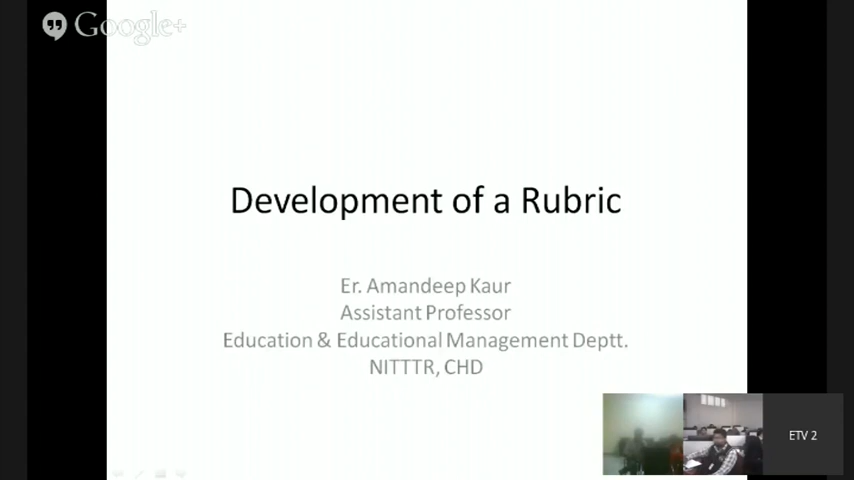 Google+
Development of a Rubric
Er. Amandeep Kaur
Assistant Professor
Education & Educational Management Deptt.
NITTTR, CHD
ETV 2